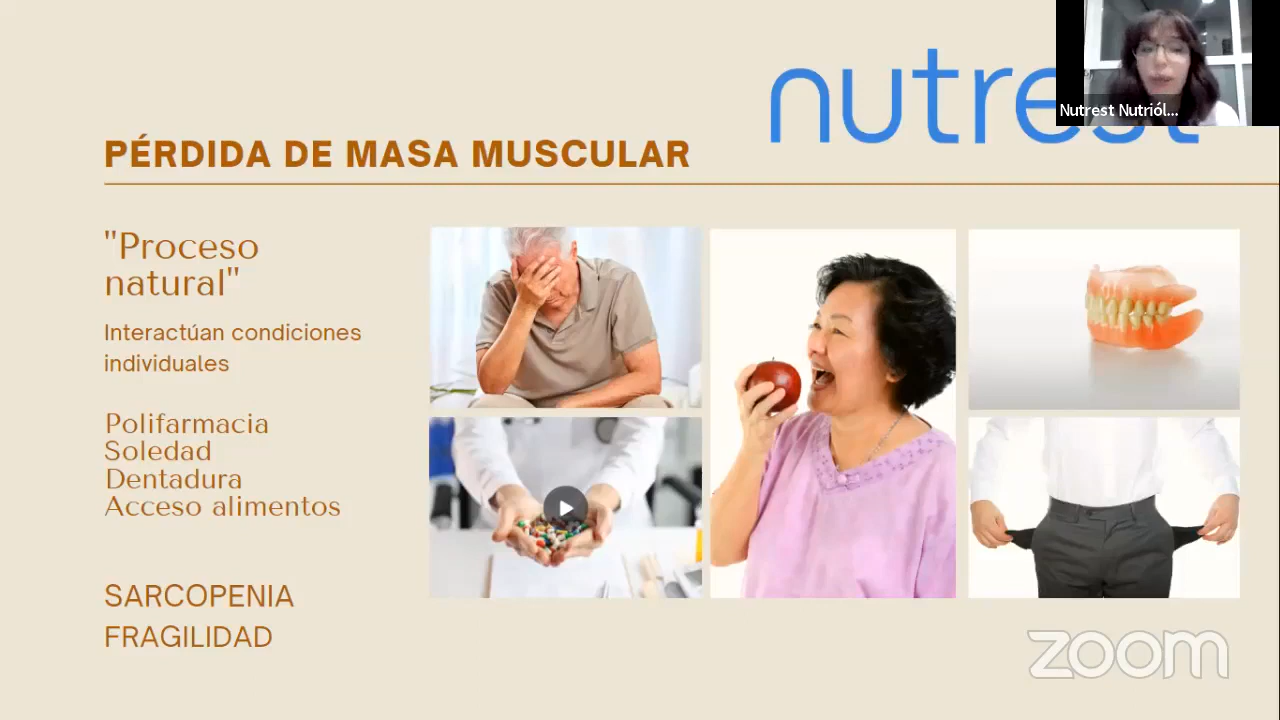 nutrest
Nutrest Nutriól...
PÉRDIDA DE MASA MUSCULAR
"Proceso
natural"
Interactúan condiciones
individuales
Polifarmacia
Soledad
Dentadura
Acceso alimentos
SARCOPENIA
FRAGILIDAD
zoom